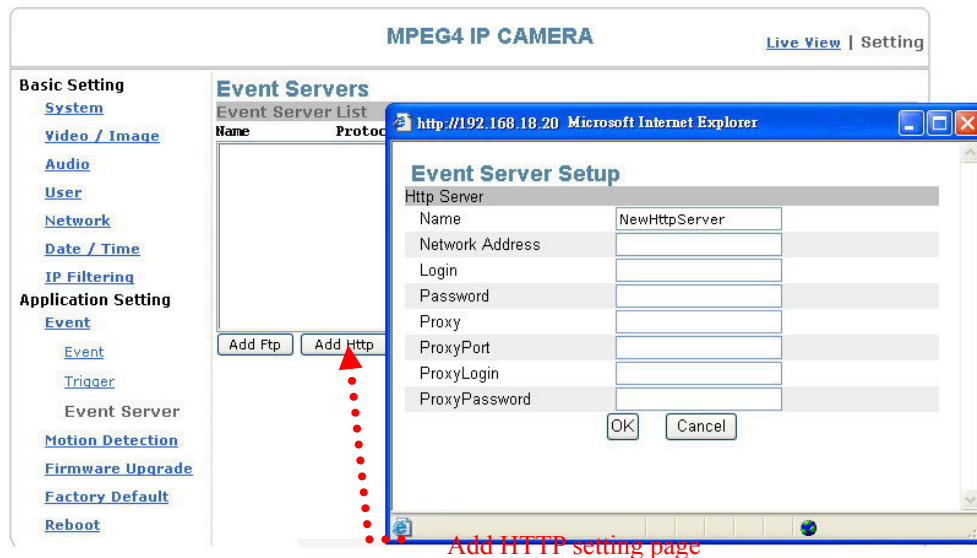 MPEG4 IP CAMERA
Live View | Setting
Basic Setting
System
Video / Image
Audio
User
Network
Date / Time
IP Filtering
Application Setting
Event
Event
Trigger
Event Server
Motion Detection
Firmware Upgrade
Factory Default
Reboot
Event Servers
Event Server List
Name Protoc
Add Ftp Add Http
http://192.168.18.20 Microsoft Internet Explorer
Event Server Setup
Http Server
Name NewHttpServer
Network Address
Login
Password
Proxy
ProxyPort
ProxyLogin
ProxyPassword
OK Cancel
Add HTTP setting page